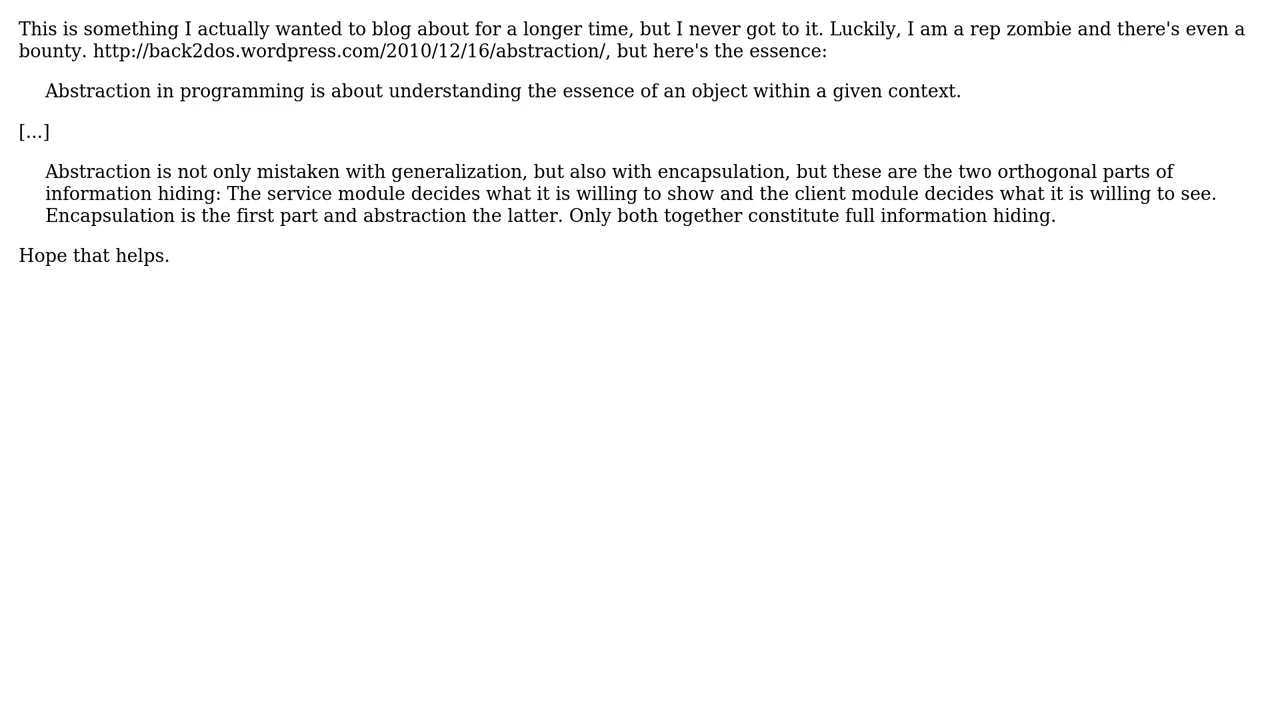 This is something I actually wanted to blog about for a longer time, but I never got to it. Luckily, I am a rep zombie and there's even a
bounty. http://back2dos.wordpress.com/2010/12/16/abstraction/, but here's the essence:
Abstraction in programming is about understanding the essence of an object within a given context.
[...]
Abstraction is not only mistaken with generalization, but also with encapsulation, but these are the two orthogonal parts of
information hiding: The service module decides what it is willing to show and the client module decides what it is willing to see.
Encapsulation is the first part and abstraction the latter. Only both together constitute full information hiding.
Hope that helps.